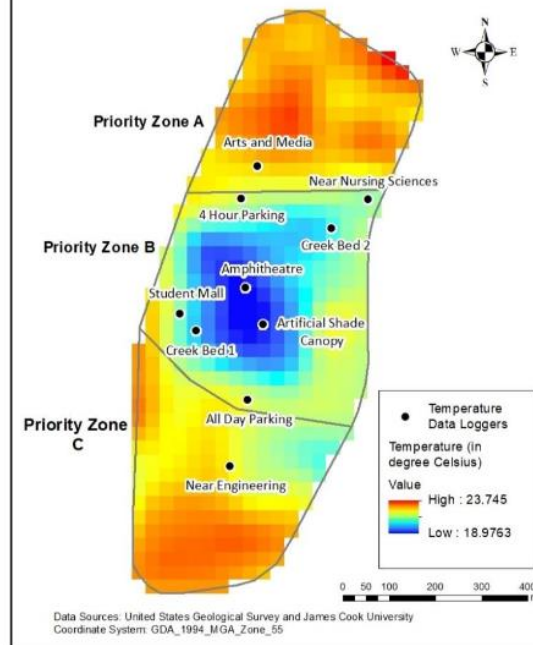 N
W E
S
Priority Zone A
Arts and Media
Near Nursing Sciences
4 Hour Parking
Priority Zone B
Creek Bed 2
Amphitheatre
Student Mall
Artificial Shade
Canopy
Creek Bed 1
All Day Parking
Priority Zone
C
Near Engineering
Temperature
Data Loggers
Temperature (in
degree Celsius)
Value
High : 23.745
Low : 18.9763
0 50 100 200 300 400
Data Sources: United States Geological Survey and James Cook University
Coordinate System: GDA_1994_MGA_Zone_55